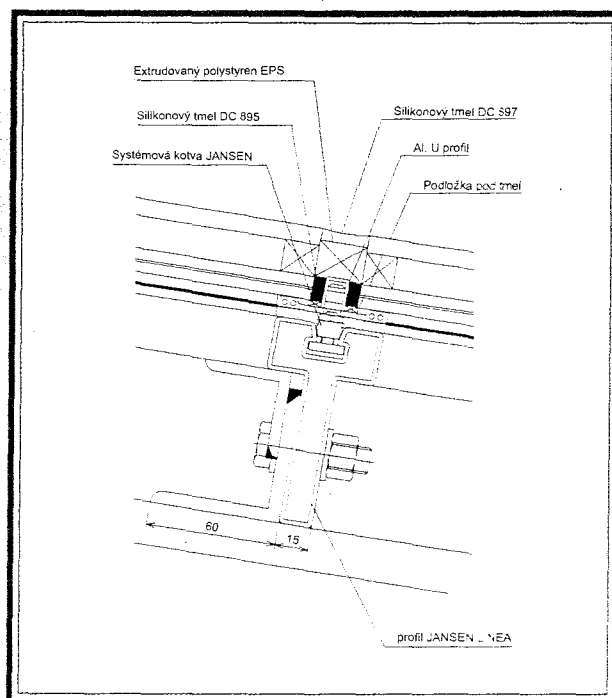 Extrudovaný polystyren EPS
Silikonový tmel DC 895
Silikonový tmel DC
Systémová kotva JANSEN
Al. U profil
Podložka pod tmel
60
15
profil JANSEN